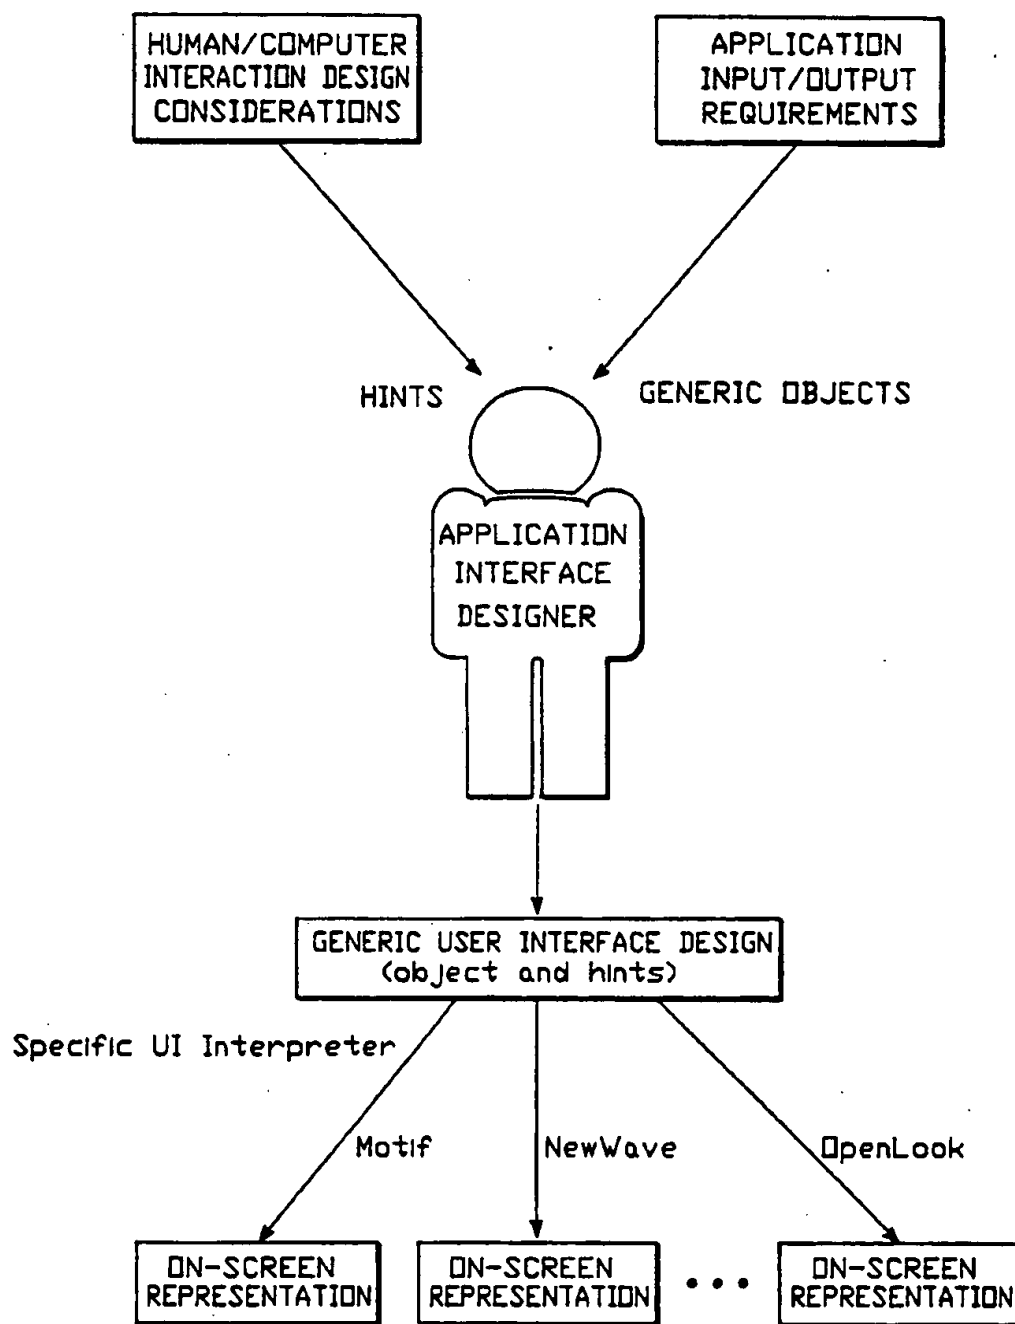 HUMAN/COMPUTER
INTERACTION DESIGN
CONSIDERATIONS
APPLICATION
INPUT/OUTPUT
REQUIREMENTS
HINTS
GENERIC OBJECTS
APPLICATION
INTERFACE
DESIGNER
GENERIC USER INTERFACE DESIGN
(object and hints)
Specific UI Interpreter
Motif
NewWave
OpenLook
ON-SCREEN
REPRESENTATION
ON-SCREEN
REPRESENTATION
•••
ON-SCREEN
REPRESENTATION